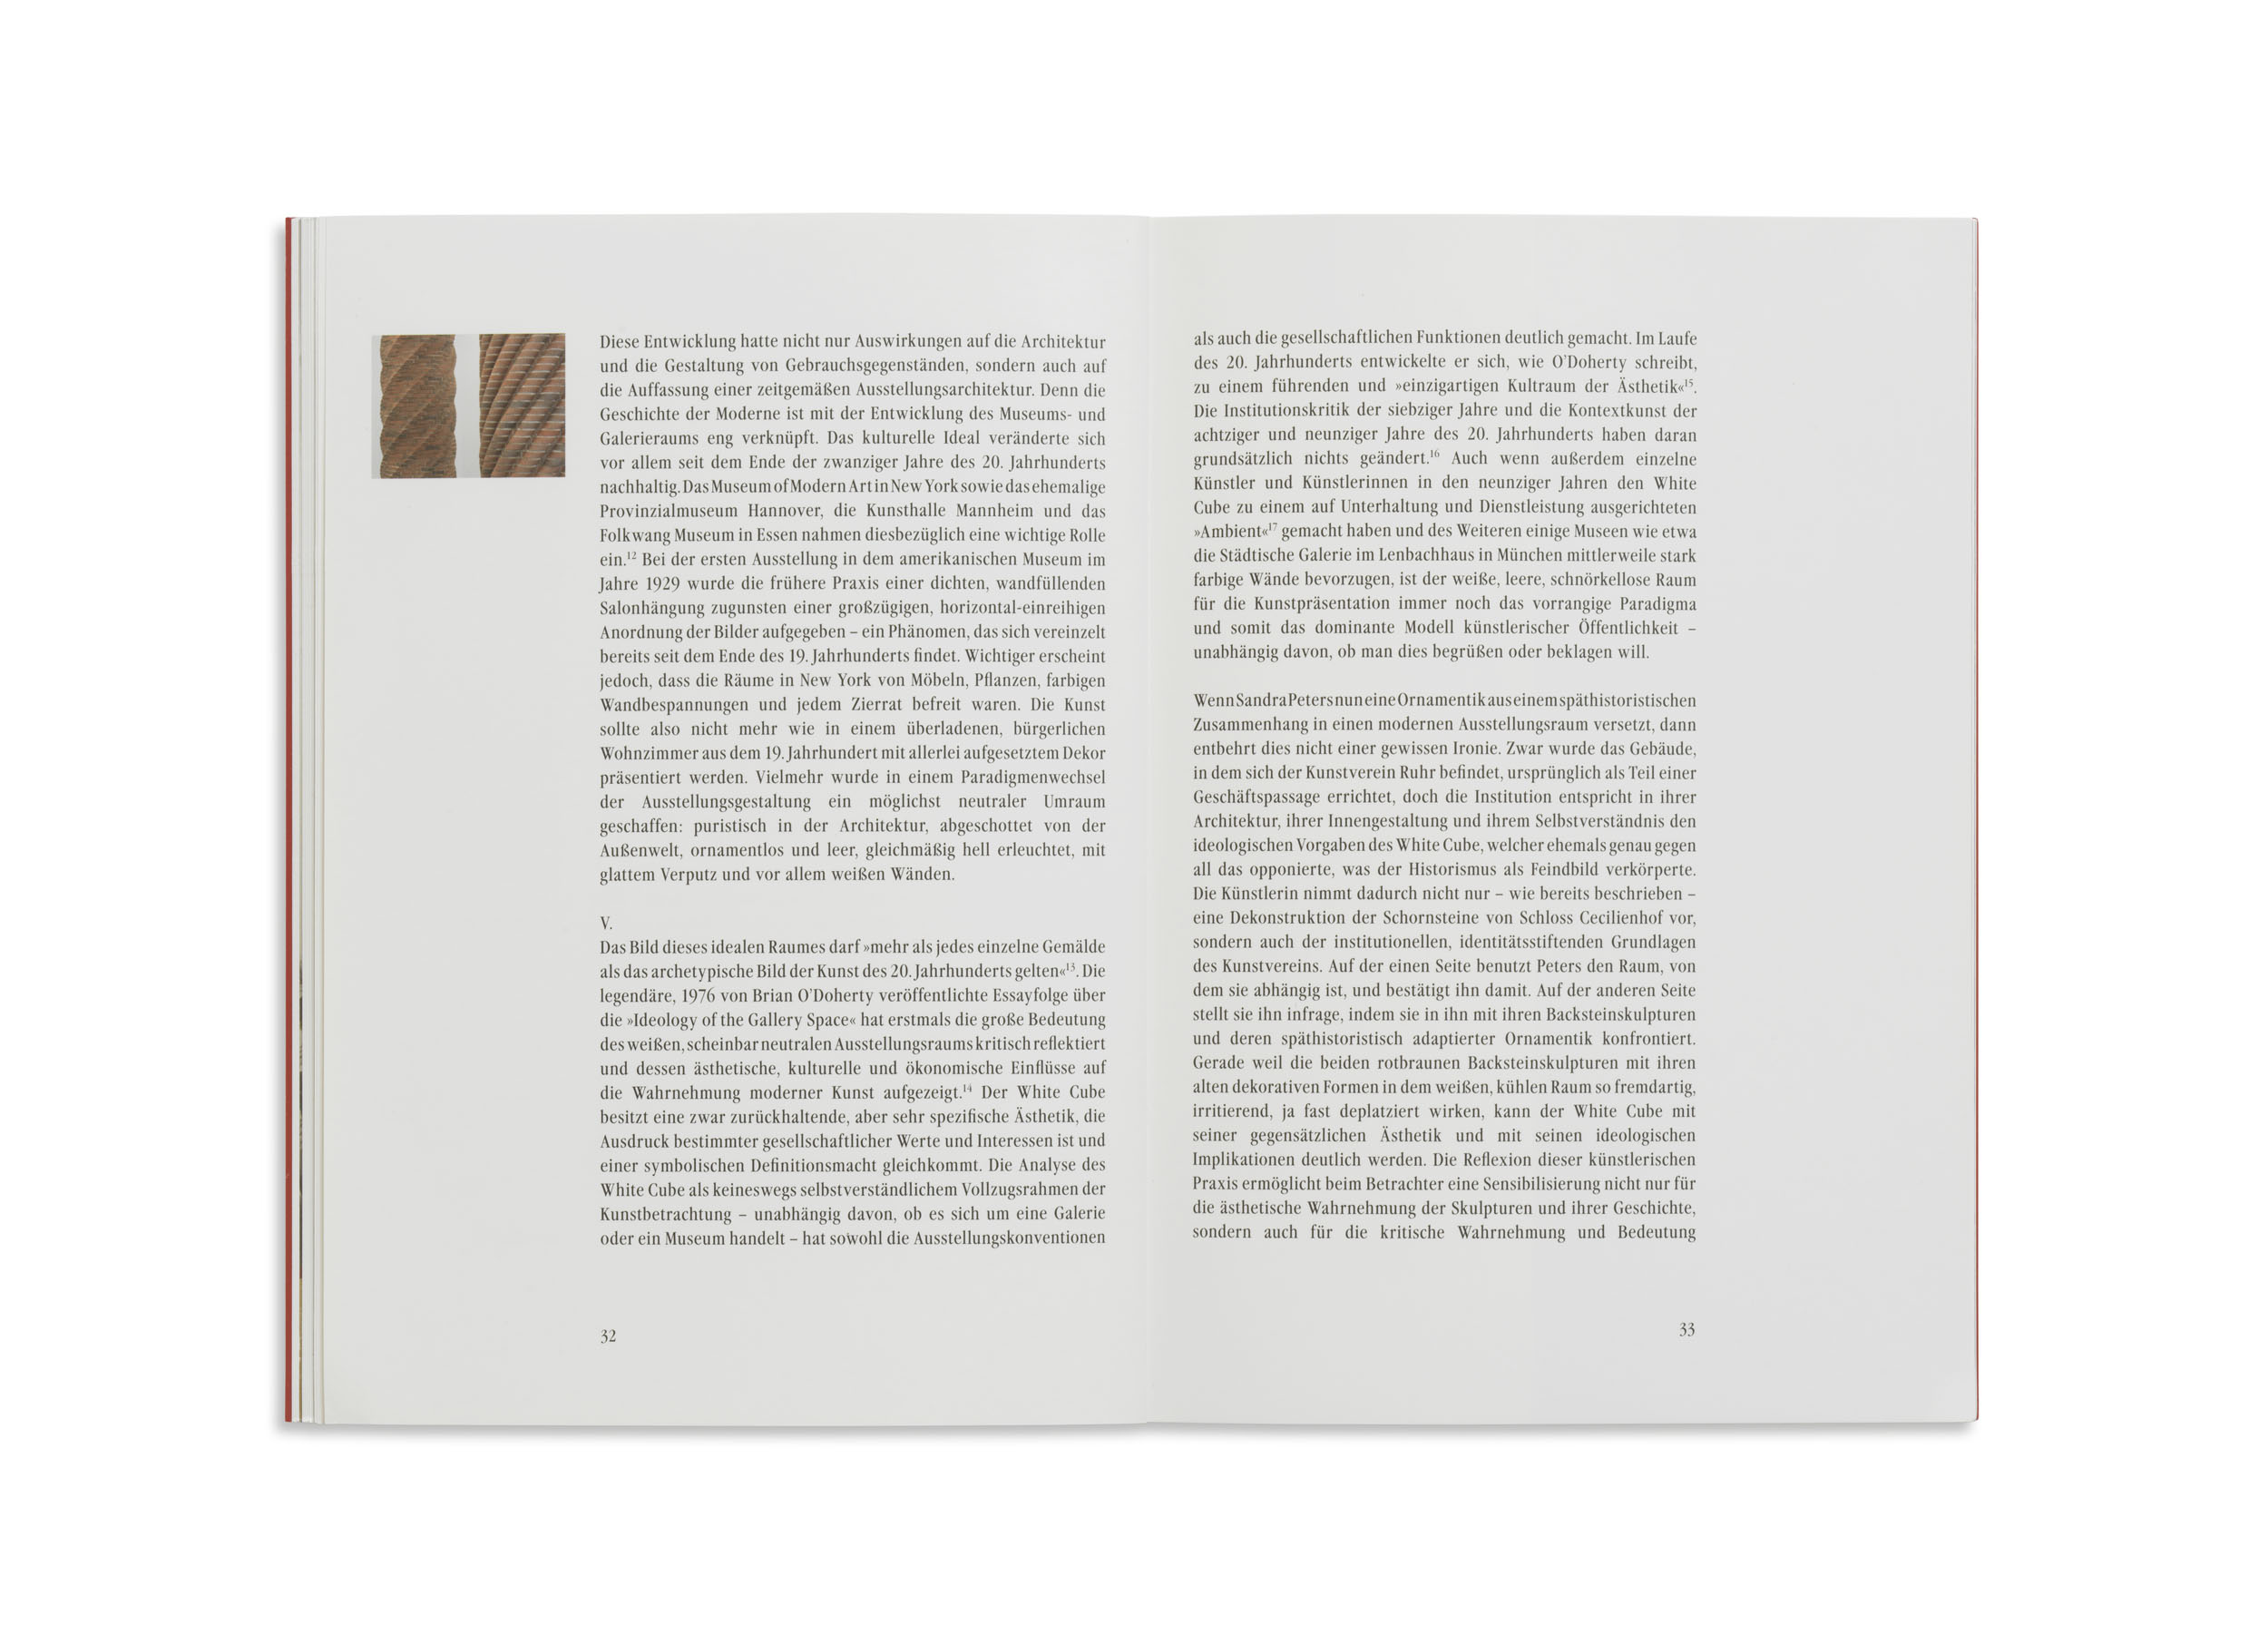 Diese Entwicklung hatte nicht nur Auswirkungen auf die Architektur
und die Gestaltung von Gebrauchsgegenständen, sondern auch auf
die Auffassung einer zeitgemäßen Ausstellungsarchitektur. Denn die
Geschichte der Moderne ist mit der Entwicklung des Museums- und
Galerieraums eng verknüpft. Das kulturelle Ideal veränderte sich
vor allem seit dem Ende der zwanziger Jahre des 20. Jahrhunderts
nachhaltig. Das Museum of Modern Art in New York sowie das ehemalige
Provinzialmuseum Hannover, die Kunsthalle Mannheim und das
Folkwang Museum in Essen nahmen diesbezüglich eine wichtige Rolle
ein.¹² Bei der ersten Ausstellung in dem amerikanischen Museum im
Jahre 1929 wurde die frühere Praxis einer dichten, wandfüllenden
Salonhängung zugunsten einer großzügigen, horizontal-einreihigen
Anordnung der Bilder aufgegeben – ein Phänomen, das sich vereinzelt
bereits seit dem Ende des 19. Jahrhunderts findet. Wichtiger erscheint
jedoch, dass die Räume in New York von Möbeln, Pflanzen, farbigen
Wandbespannungen und jedem Zierrat befreit waren. Die Kunst
sollte also nicht mehr wie in einem überladenen, bürgerlichen
Wohnzimmer aus dem 19. Jahrhundert mit allerlei aufgesetztem Dekor
präsentiert werden. Vielmehr wurde in einem Paradigmenwechsel
der Ausstellungsgestaltung ein möglichst neutraler Umraum
geschaffen: puristisch in der Architektur, abgeschottet von der
Außenwelt, ornamentlos und leer, gleichmäßig hell erleuchtet, mit
glattem Verputz und vor allem weißen Wänden.
V.
Das Bild dieses idealen Raumes darf »mehr als jedes einzelne Gemälde
als das archetypische Bild der Kunst des 20. Jahrhunderts gelten«¹³. Die
legendäre, 1976 von Brian O’Doherty veröffentlichte Essayfolge über
die »Ideology of the Gallery Space« hat erstmals die große Bedeutung
des weißen, scheinbar neutralen Ausstellungsraums kritisch reflektiert
und dessen ästhetische, kulturelle und ökonomische Einflüsse auf
die Wahrnehmung moderner Kunst aufgezeigt.¹⁴ Der White Cube
besitzt eine zwar zurückhaltende, aber sehr spezifische Ästhetik, die
Ausdruck bestimmter gesellschaftlicher Werte und Interessen ist und
einer symbolischen Definitionsmacht gleichkommt. Die Analyse des
White Cube als keineswegs selbstverständlichem Vollzugsrahmen der
Kunstbetrachtung – unabhängig davon, ob es sich um eine Galerie
oder ein Museum handelt – hat sowohl die Ausstellungskonventionen
32
als auch die gesellschaftlichen Funktionen deutlich gemacht. Im Laufe
des 20. Jahrhunderts entwickelte er sich, wie O’Doherty schreibt,
zu einem führenden und »einzigartigen Kultraum der Ästhetik«¹⁵.
Die Institutionskritik der siebziger Jahre und die Kontextkunst der
achtziger und neunziger Jahre des 20. Jahrhunderts haben daran
grundsätzlich nichts geändert.¹⁶ Auch wenn außerdem einzelne
Künstler und Künstlerinnen in den neunziger Jahren den White
Cube zu einem auf Unterhaltung und Dienstleistung ausgerichteten
»Ambient«¹⁷ gemacht haben und des Weiteren einige Museen wie etwa
die Städtische Galerie im Lenbachhaus in München mittlerweile stark
farbige Wände bevorzugen, ist der weiße, leere, schnörkellose Raum
für die Kunstpräsentation immer noch das vorrangige Paradigma
und somit das dominante Modell künstlerischer Öffentlichkeit –
unabhängig davon, ob man dies begrüßen oder beklagen will.
Wenn Sandra Peters nun eine Ornamentik aus einem späthistoristischen
Zusammenhang in einen modernen Ausstellungsraum versetzt, dann
entbehrt dies nicht einer gewissen Ironie. Zwar wurde das Gebäude,
in dem sich der Kunstverein Ruhr befindet, ursprünglich als Teil einer
Geschäftspassage errichtet, doch die Institution entspricht in ihrer
Architektur, ihrer Innengestaltung und ihrem Selbstverständnis den
ideologischen Vorgaben des White Cube, welcher ehemals genau gegen
all das opponierte, was der Historismus als Feindbild verkörperte.
Die Künstlerin nimmt dadurch nicht nur – wie bereits beschrieben –
eine Dekonstruktion der Schornsteine von Schloss Cecilienhof vor,
sondern auch der institutionellen, identitätsstiftenden Grundlagen
des Kunstvereins. Auf der einen Seite benutzt Peters den Raum, von
dem sie abhängig ist, und bestätigt ihn damit. Auf der anderen Seite
stellt sie ihn infrage, indem sie in ihn mit ihren Backsteinskulpturen
und deren späthistoristisch adaptierter Ornamentik konfrontiert.
Gerade weil die beiden rotbraunen Backsteinskulpturen mit ihren
alten dekorativen Formen in dem weißen, kühlen Raum so fremdartig,
irritierend, ja fast deplatziert wirken, kann der White Cube mit
seiner gegensätzlichen Ästhetik und mit seinen ideologischen
Implikationen deutlich werden. Die Reflexion dieser künstlerischen
Praxis ermöglicht beim Betrachter eine Sensibilisierung nicht nur für
die ästhetische Wahrnehmung der Skulpturen und ihrer Geschichte,
sondern auch für die kritische Wahrnehmung und Bedeutung
33